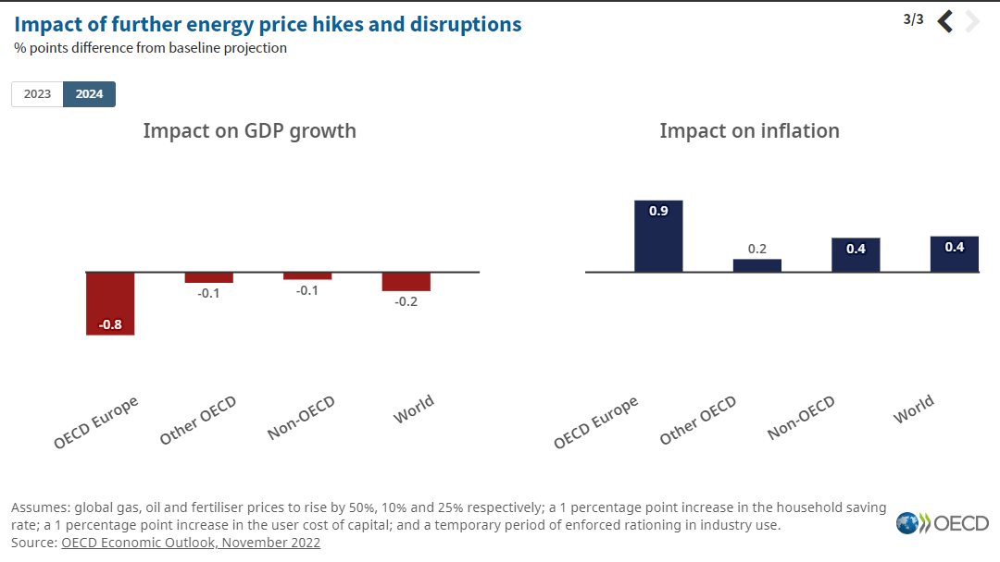 Impact of further energy price hikes and disruptions
3/3
% points difference from baseline projection
2023 2024
Impact on GDP growth
-0.8
-0.1
-0.1
-0.2
OECD Europe
Other OECD
Non-OECD
World
Impact on inflation
0.9
0.2
0.4
0.4
OECD Europe
Other OECD
Non-OECD
World
Assumes: global gas, oil and fertiliser prices to rise by 50%, 10% and 25% respectively; a 1 percentage point increase in the household saving
rate; a 1 percentage point increase in the user cost of capital; and a temporary period of enforced rationing in industry use.
Source: OECD Economic Outlook, November 2022
OECD